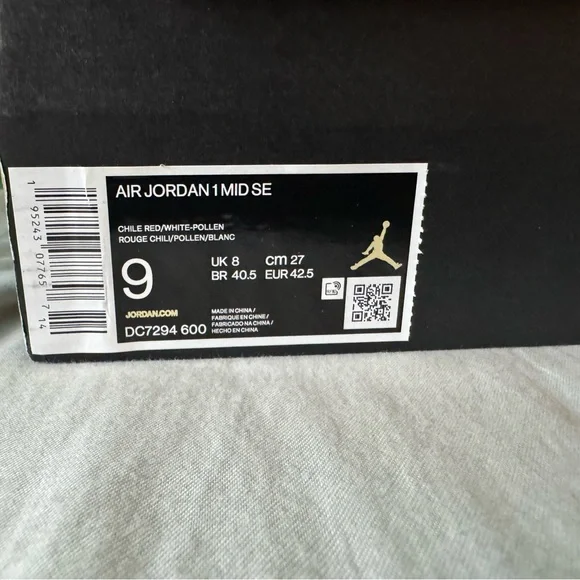 AIR JORDAN 1 MID SE
CHILE RED/WHITE-POLLEN
ROUGE CHILI/POLLEN/BLANC
9
UK 8 cm 27
BR 40.5 EUR 42.5
JORDAN.COM
DC7294 600
MADE IN CHINA /
FABRIQUE EN CHINE /
FABRICADO NA CHINA /
HECHO EN CHINA
1 95243 07765 7 14